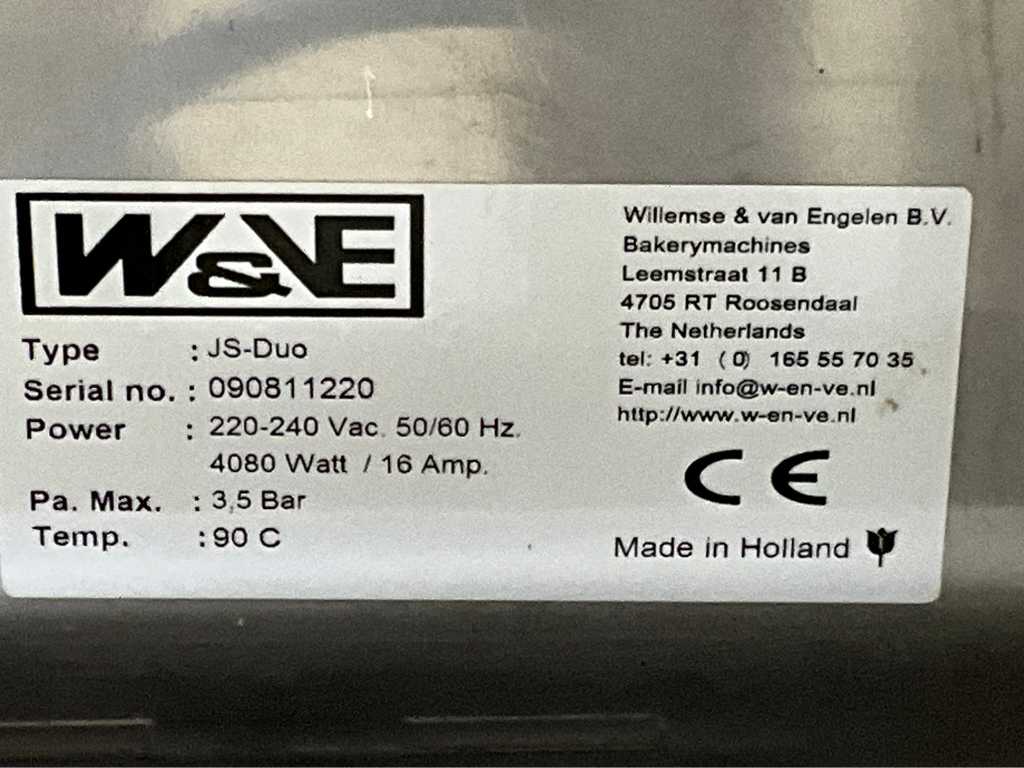 W&VE
Type : JS-Duo
Serial no. : 090811220
Power : 220-240 Vac. 50/60 Hz.
4080 Watt / 16 Amp.
Pa. Max. : 3,5 Bar
Temp. : 90 C
Willemse & van Engelen B.V.
Bakerymachines
Leemstraat 11 B
4705 RT Roosendaal
The Netherlands
tel: +31 (0) 165 55 70 35
E-mail info@w-en-ve.nl
http://www.w-en-ve.nl
CE
Made in Holland